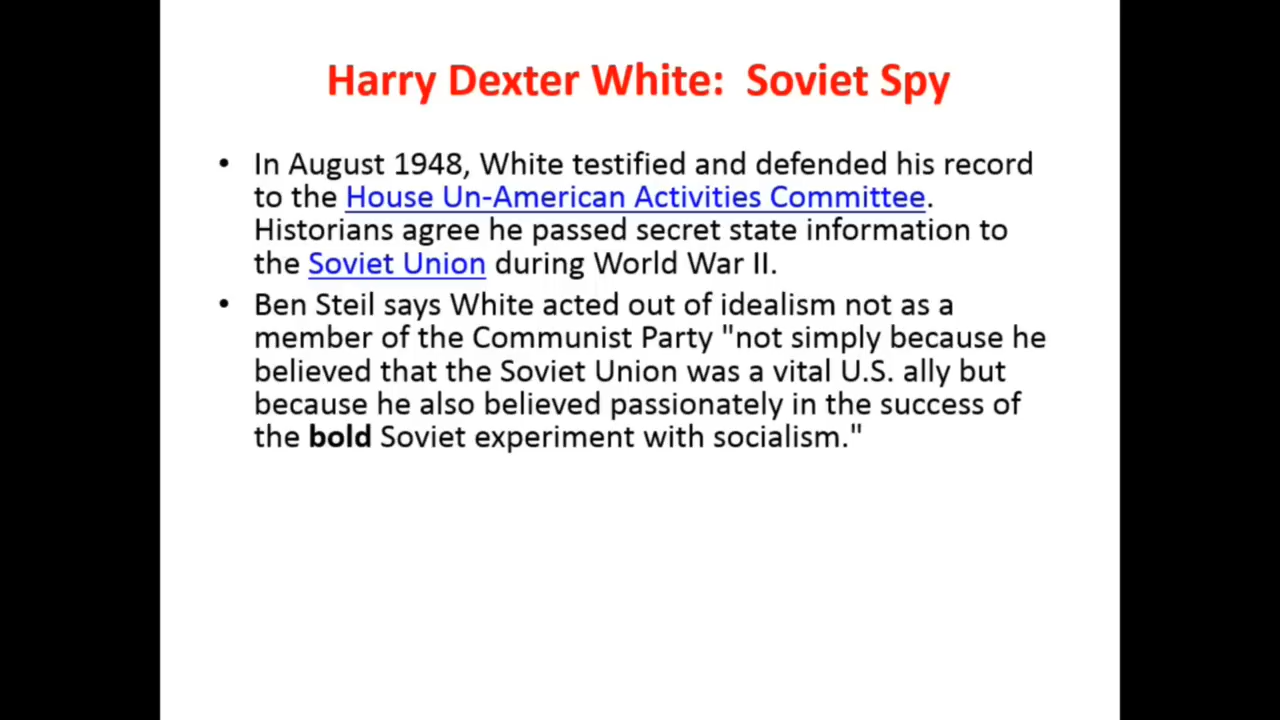 Harry Dexter White: Soviet Spy
• In August 1948, White testified and defended his record
to the House Un-American Activities Committee.
Historians agree he passed secret state information to
the Soviet Union during World War II.
• Ben Steil says White acted out of idealism not as a
member of the Communist Party "not simply because he
believed that the Soviet Union was a vital U.S. ally but
because he also believed passionately in the success of
the bold Soviet experiment with socialism."